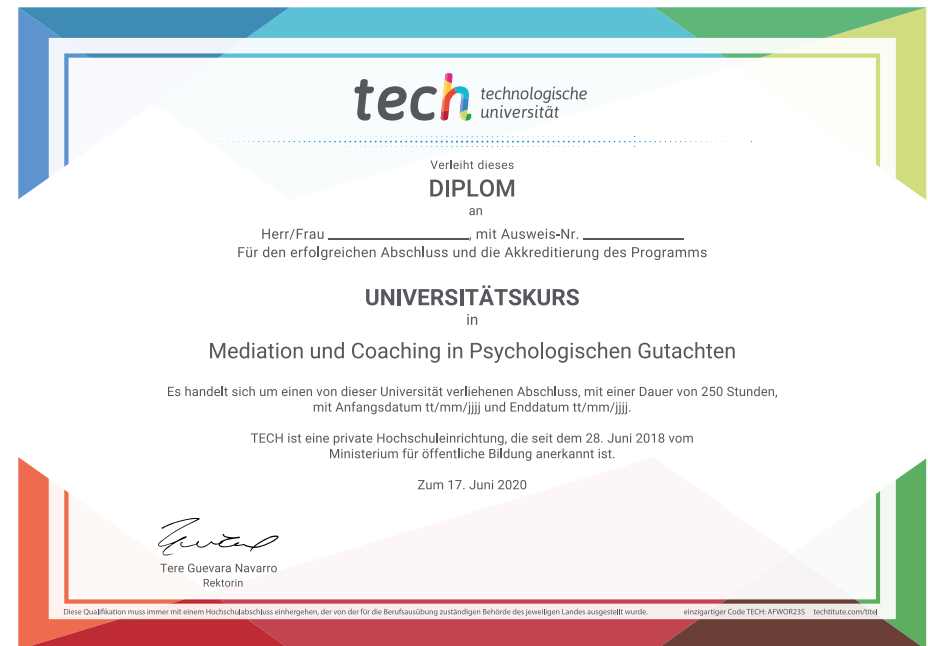 tech technologische
universität
Verleiht dieses
DIPLOM
an
Herr/Frau ____________, mit Ausweis-Nr. ____________
Für den erfolgreichen Abschluss und die Akkreditierung des Programms
UNIVERSITÄTSKURS
in
Mediation und Coaching in Psychologischen Gutachten
Es handelt sich um einen von dieser Universität verliehenen Abschluss, mit einer Dauer von 250 Stunden,
mit Anfangsdatum tt/mm/jjjj und Enddatum tt/mm/jjjj.
TECH ist eine private Hochschuleinrichtung, die seit dem 28. Juni 2018 vom
Ministerium für öffentliche Bildung anerkannt ist.
Zum 17. Juni 2020
Tere Guevara Navarro
Rektorin
Diese Qualifikation muss immer mit einem Hochschulabschluss einhergehen, der von der für die Berufsausübung zuständigen Behörde des jeweiligen Landes ausgestellt wurde. einzigartiger Code TECH: AFWOR23S techtitute.com/titel